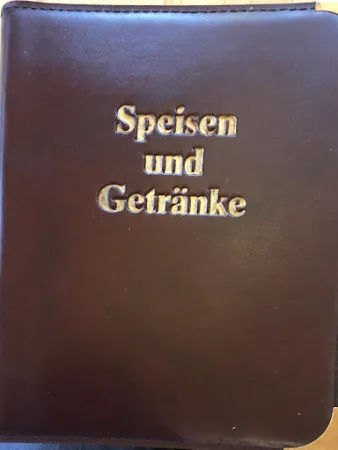 Speisen
und
Getränke